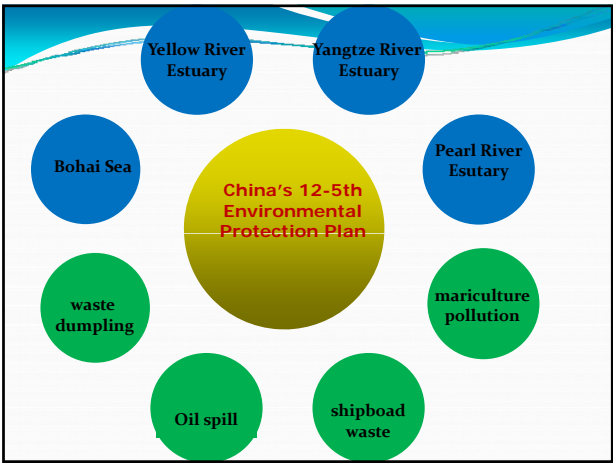 Yellow River
Estuary
Yangtze River
Estuary
Bohai Sea
Pearl River
Esutary
China's 12-5th
Environmental
Protection Plan
waste
dumpling
mariculture
pollution
Oil spill
shipboad
waste